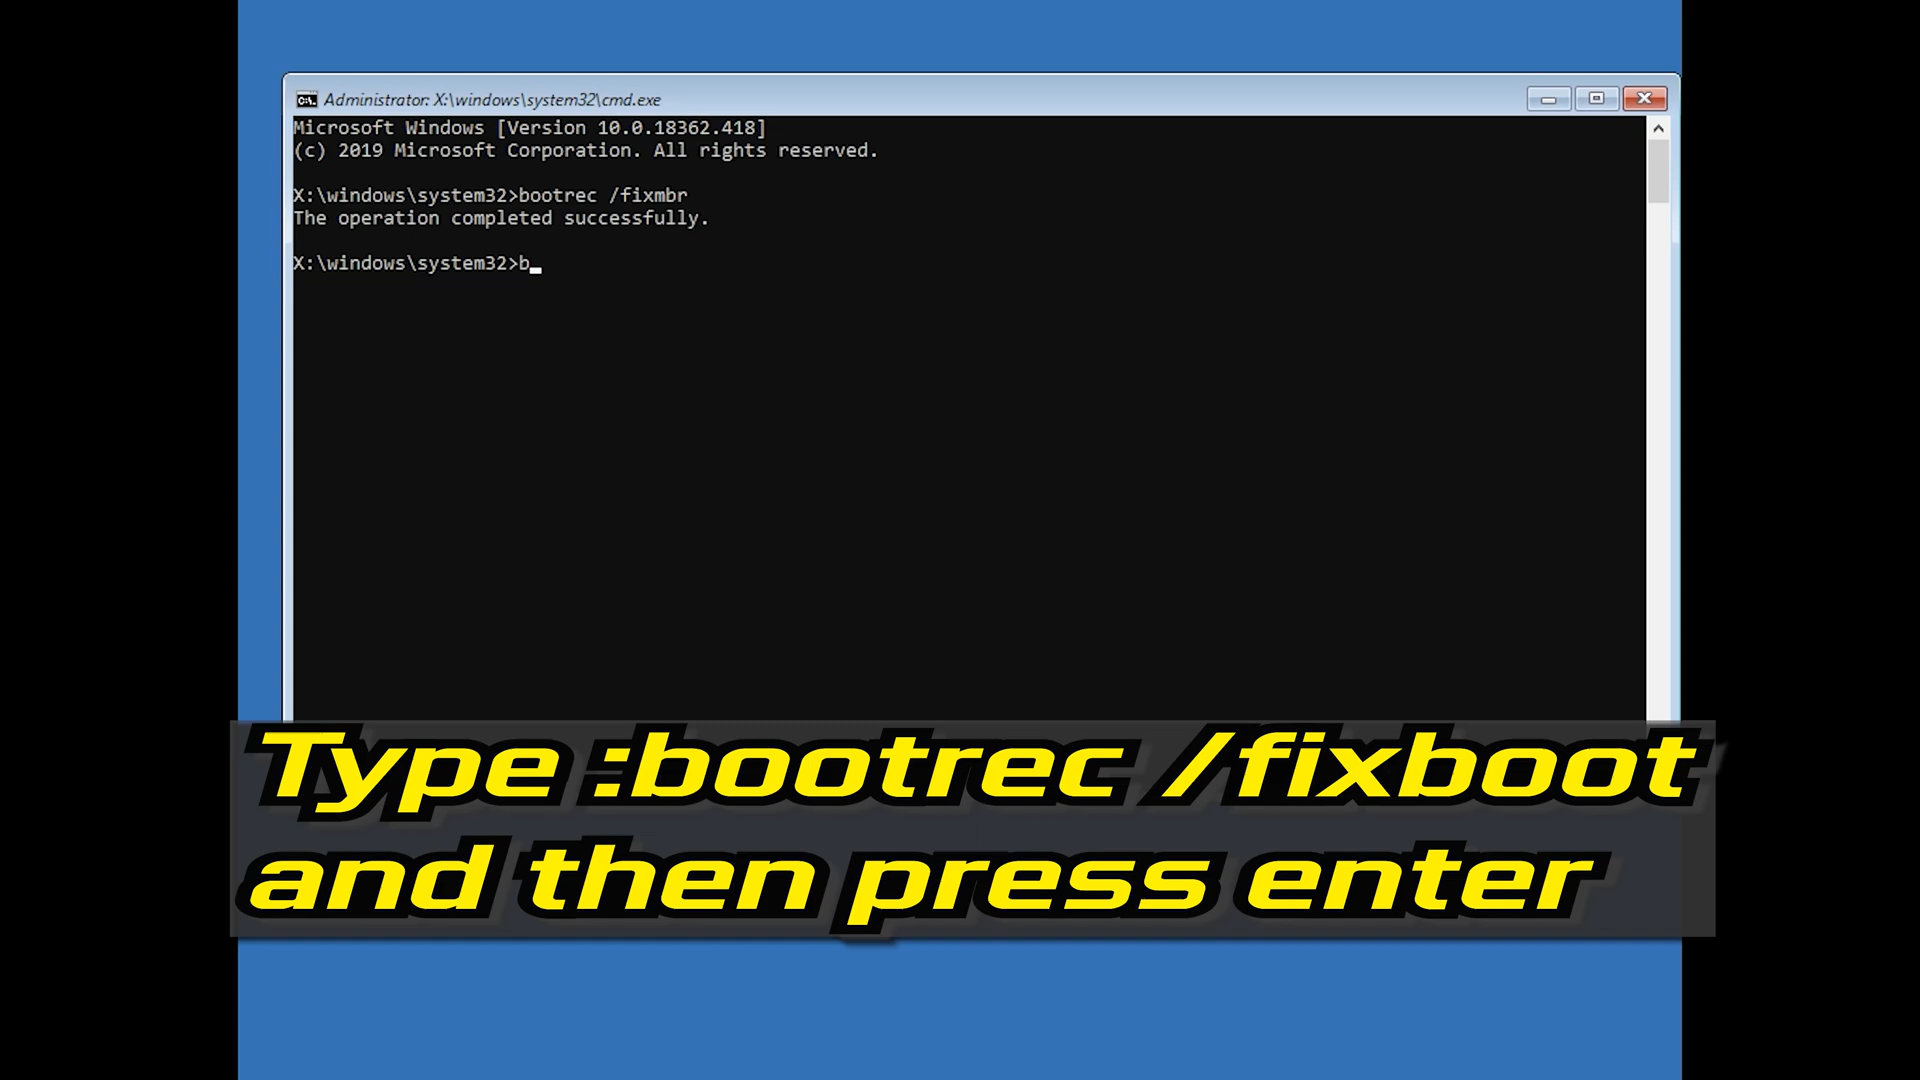 Administrator: X:\windows\system32\cmd.exe
Microsoft Windows [Version 10.0.18362.418]
(c) 2019 Microsoft Corporation. All rights reserved.
X:\windows\system32>bootrec /fixmbr
The operation completed successfully.
X:\windows\system32>b_
Type :bootrec /fixboot
and then press enter